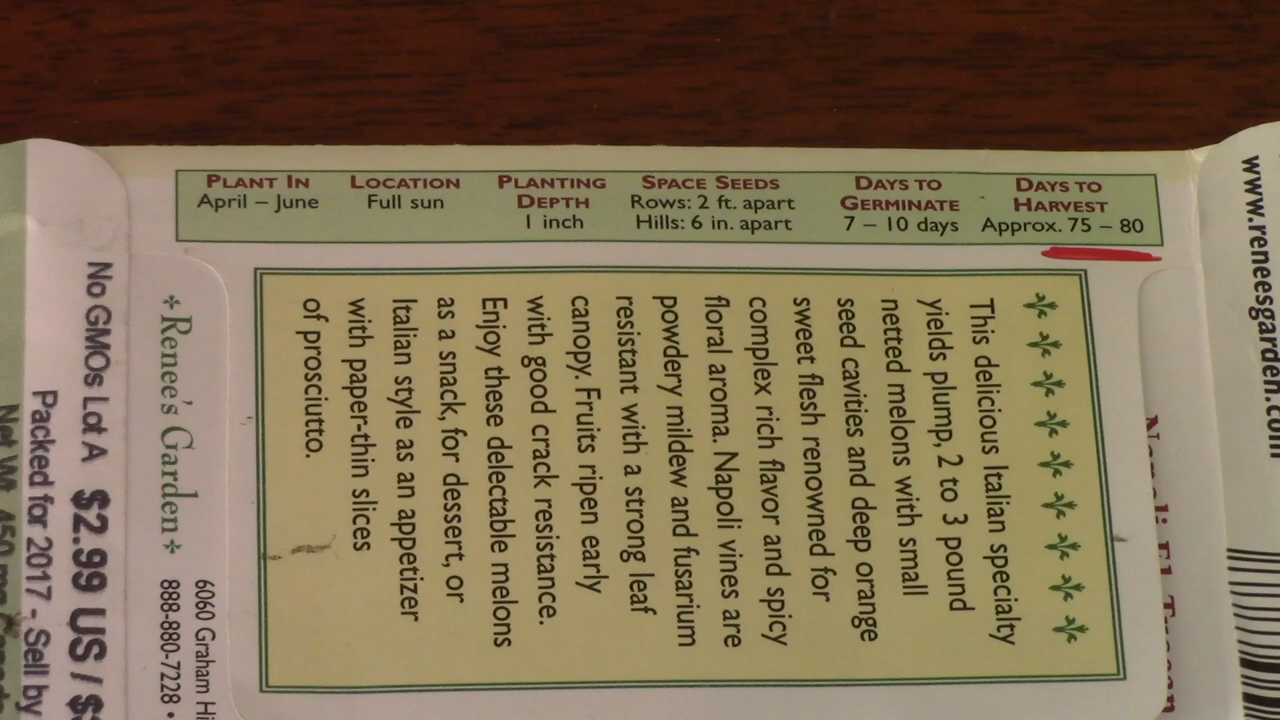 PLANT IN
April – June
LOCATION
Full sun
PLANTING
DEPTH
1 inch
SPACE SEEDS
Rows: 2 ft. apart
Hills: 6 in. apart
DAYS TO
GERMINATE
7 – 10 days
DAYS TO
HARVEST
Approx. 75 – 80
This delicious Italian specialty
yields plump, 2 to 3 pound
netted melons with small
seed cavities and deep orange
sweet flesh renowned for
complex rich flavor and spicy
floral aroma. Napoli vines are
powdery mildew and fusarium
resistant with a strong leaf
canopy. Fruits ripen early
with good crack resistance.
Enjoy these delectable melons
as a snack, for dessert, or
Italian style as an appetizer
with paper-thin slices
of prosciutto.
www.reneesgarden.com
Renee's Garden
6060 Graham
888-880-7228 •
No GMOs Lot A $2.99 US /
Packed for 2017 - Sell by
Net Wt. 450 mg